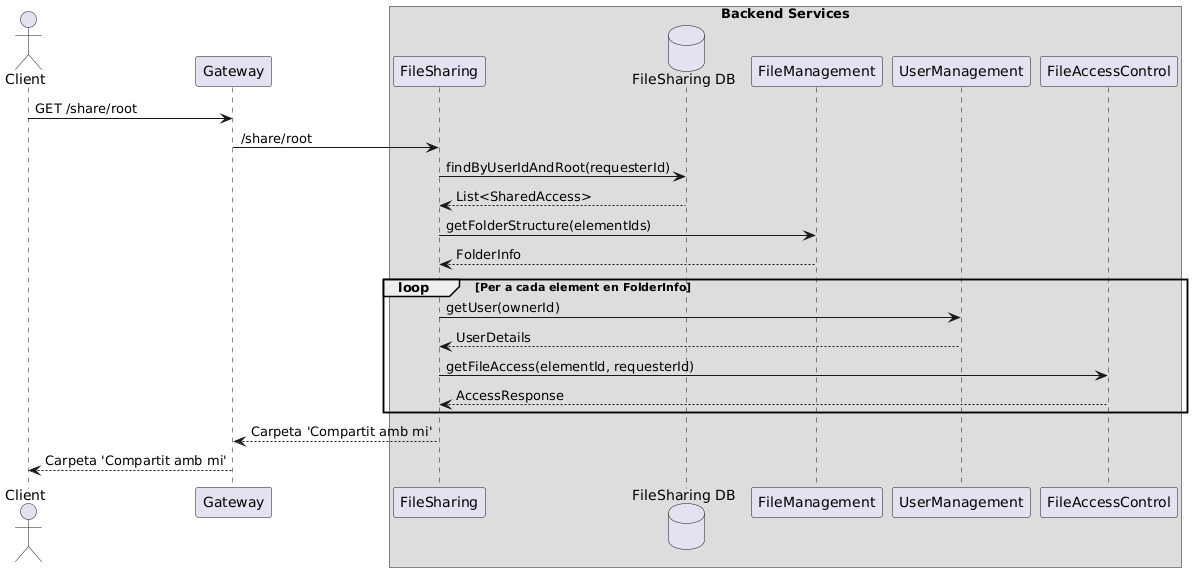 Backend Services
Client
Gateway
FileSharing
FileSharing DB
FileManagement
UserManagement
FileAccessControl
GET /share/root
/share/root
findByUserIdAndRoot(requesterId)
List<SharedAccess>
getFolderStructure(elementIds)
FolderInfo
loop [Per a cada element en FolderInfo]
getUser(ownerId)
UserDetails
getFileAccess(elementId, requesterId)
AccessResponse
Carpeta 'Compartit amb mi'
Carpeta 'Compartit amb mi'
Client
Gateway
FileSharing
FileSharing DB
FileManagement
UserManagement
FileAccessControl